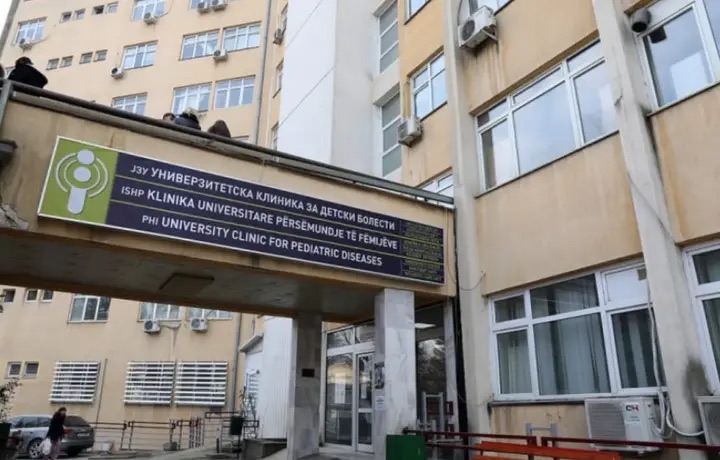 ЈЗУ УНИВЕРЗИТЕТСКА КЛИНИКА ЗА ДЕТСКИ БОЛЕСТИ
ISHP KLINIKA UNIVERSITARE PËRSËMUNDJE TË FËMIJËVE
PHI UNIVERSITY CLINIC FOR PEDIATRIC DISEASES